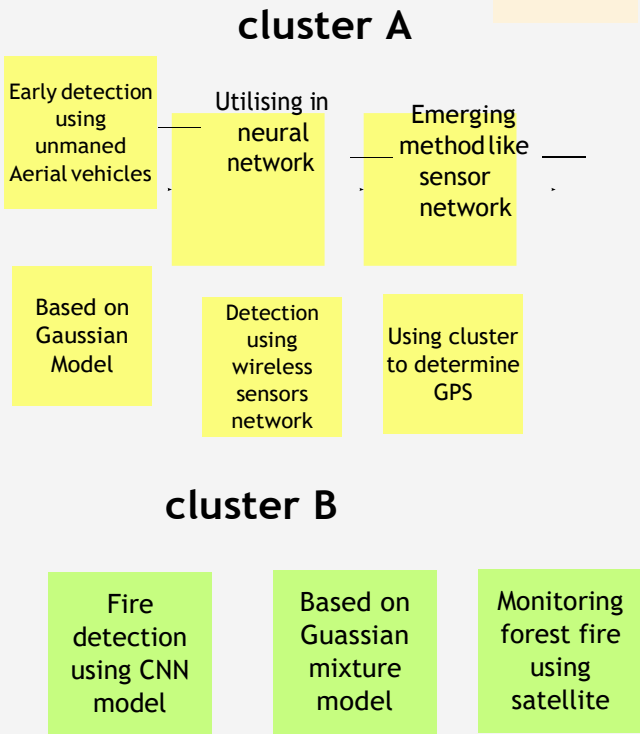 cluster A
Early detection
using
unmaned
Aerial vehicles
Utilising in
neural
network
Emerging
method like
sensor
network
Based on
Gaussian
Model
Detection
using
wireless
sensors
network
Using cluster
to determine
GPS
cluster B
Fire
detection
using CNN
model
Based on
Guassian
mixture
model
Monitoring
forest fire
using
satellite